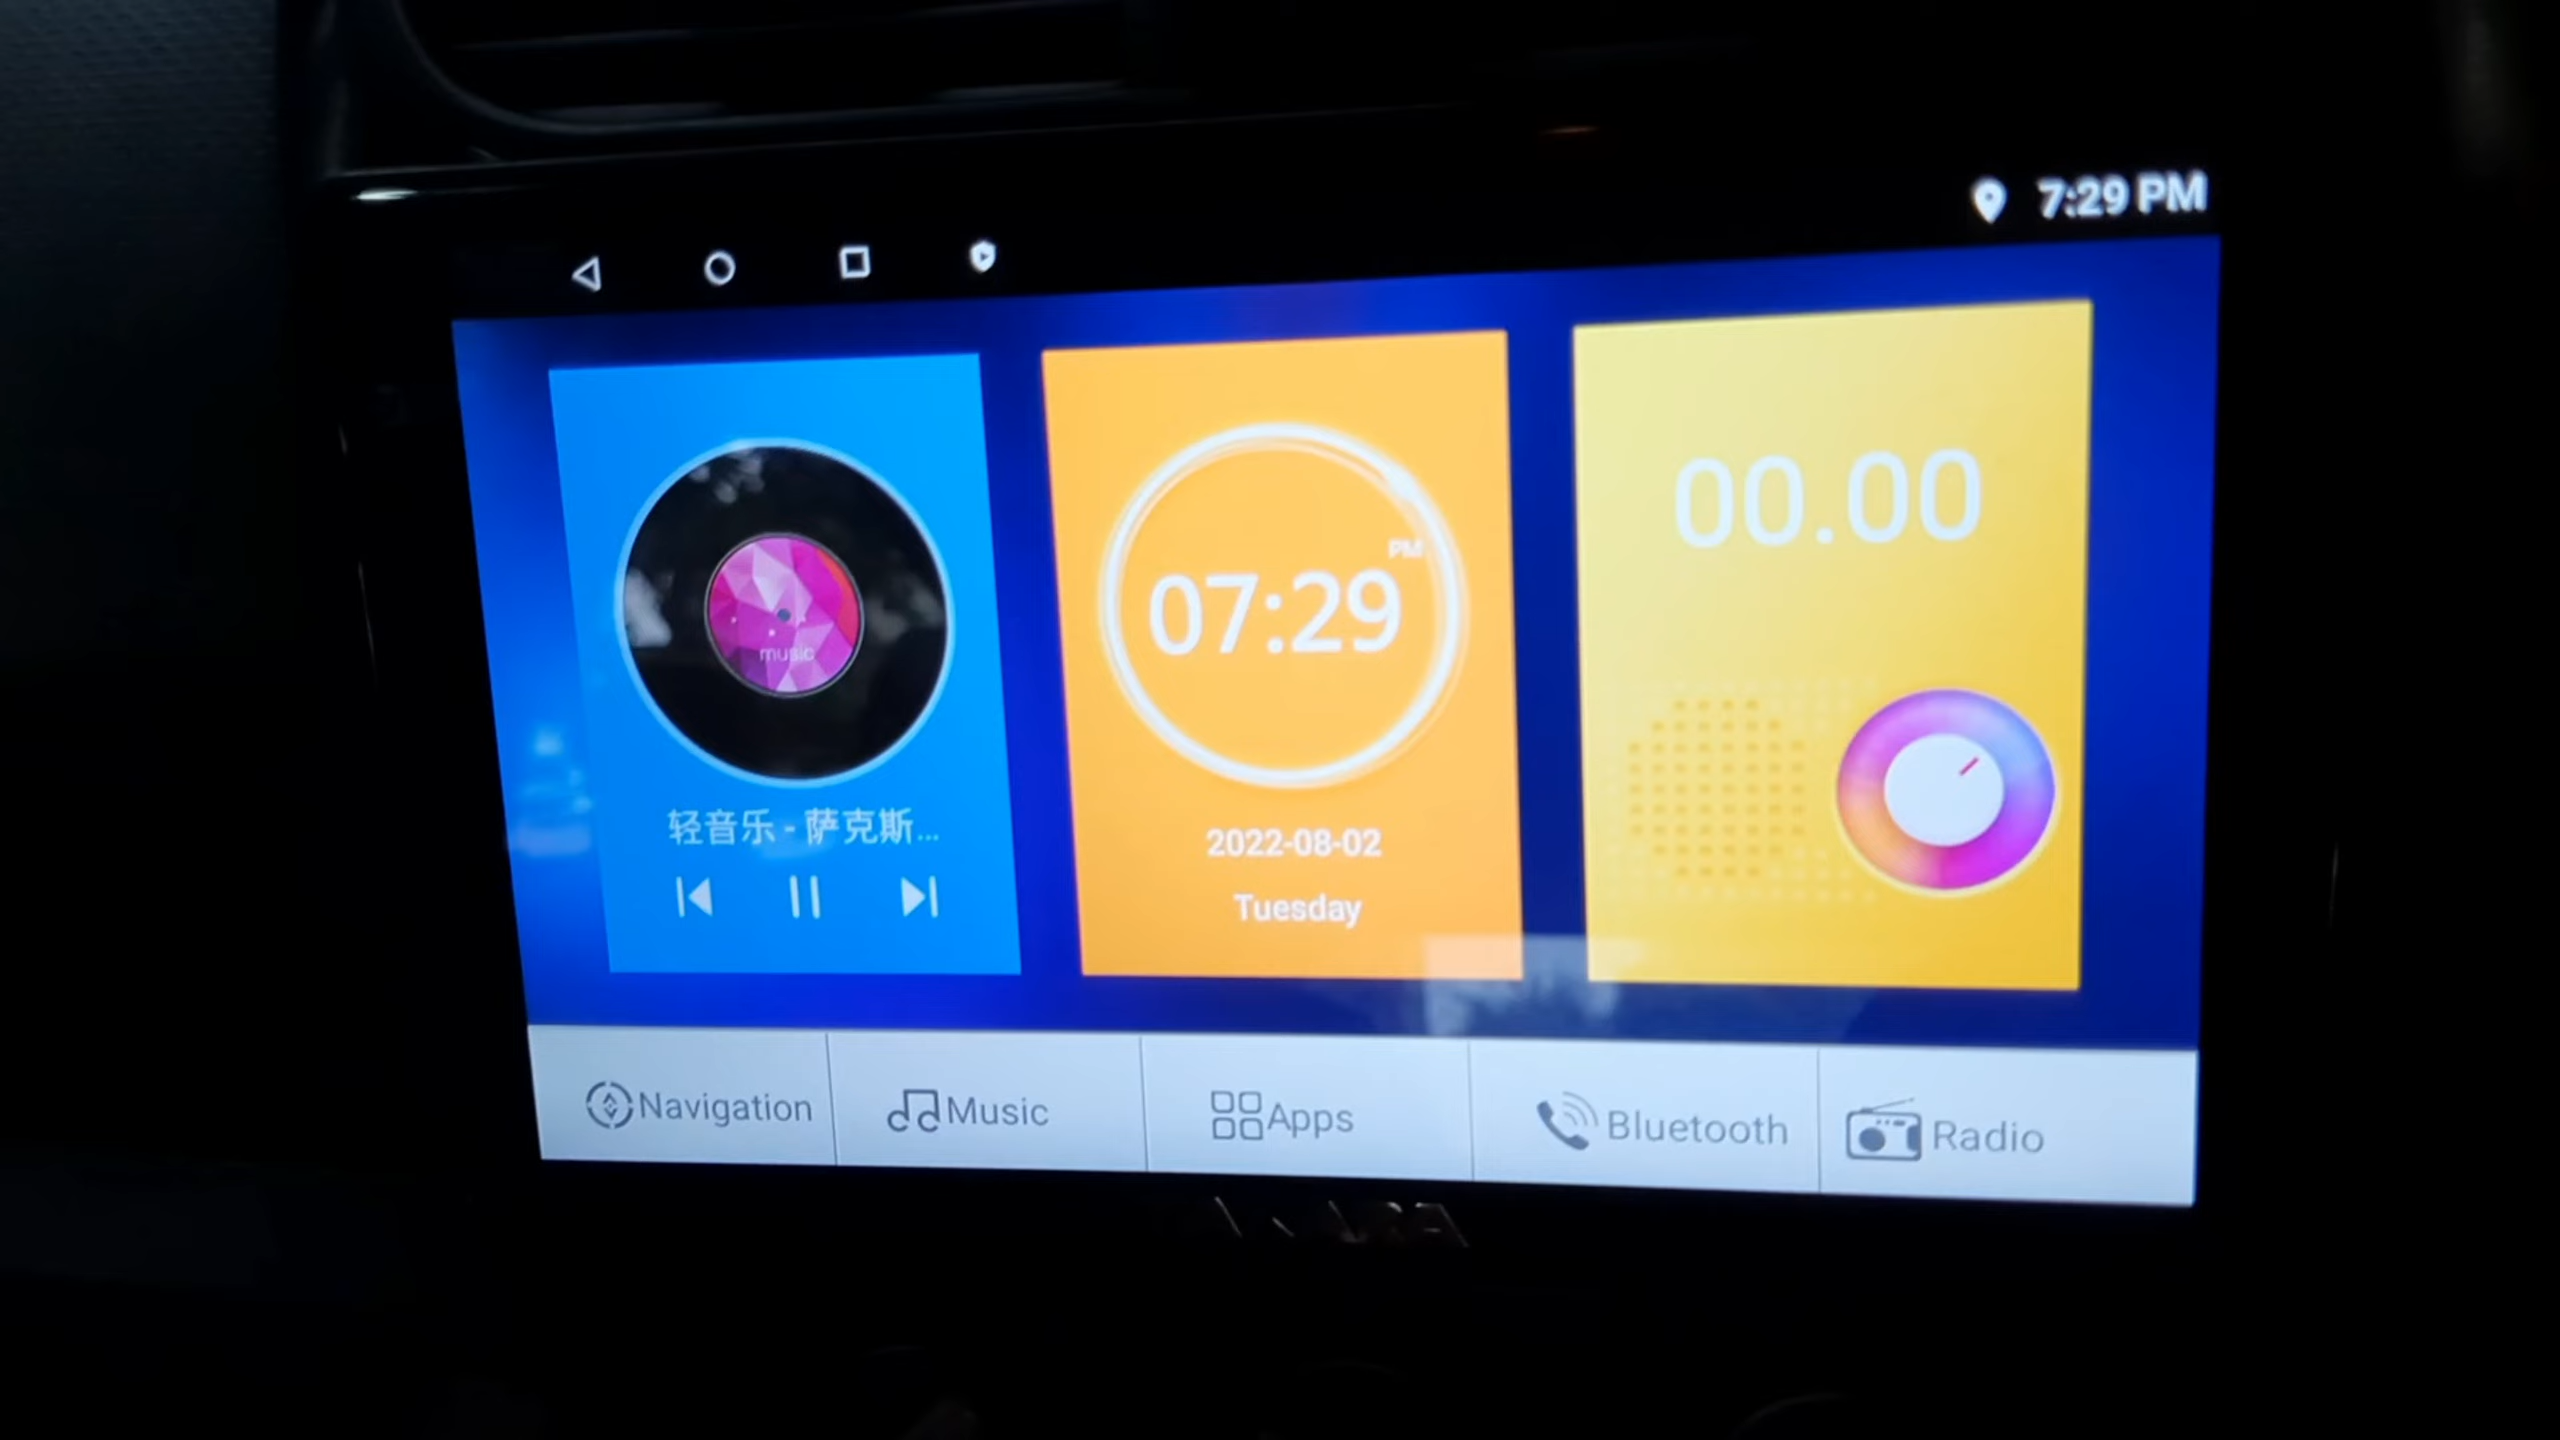 7:29 PM
music
轻音乐 - 萨克斯...
PM
07:29
2022-08-02
Tuesday
00.00
Navigation
Music
Apps
Bluetooth
Radio